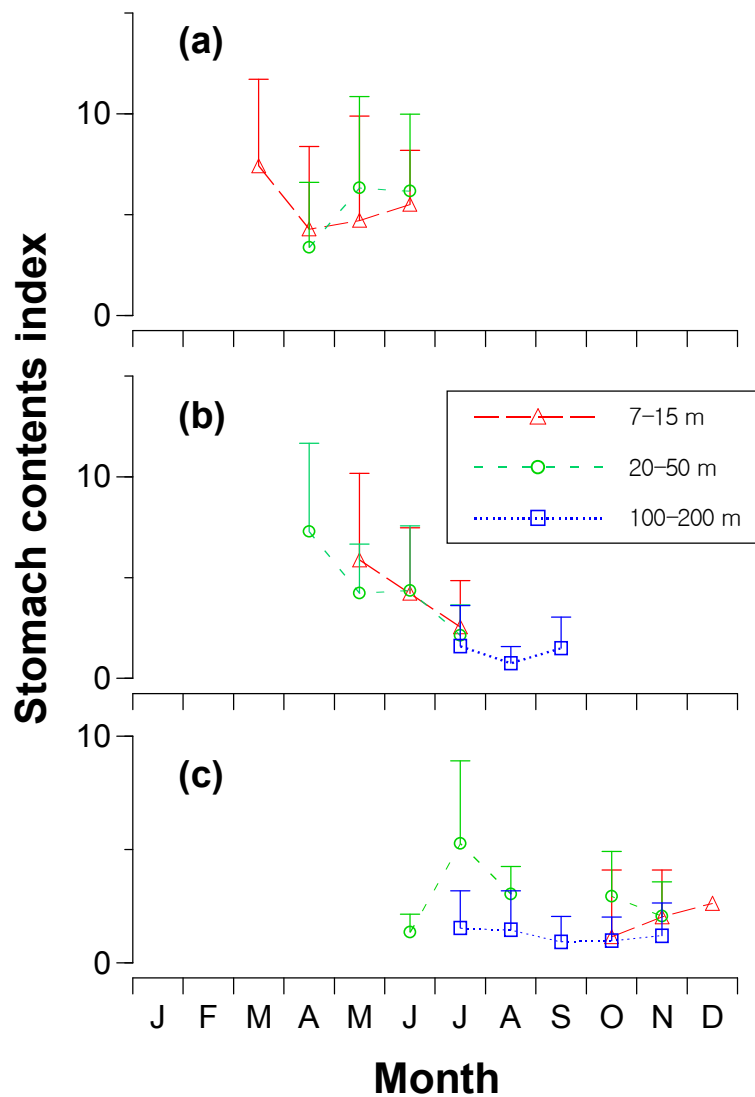 Stomach contents index
(a)
10
0
(b)
10
0
7–15 m
20–50 m
100–200 m
(c)
10
0
J F M A M J J A S O N D
Month